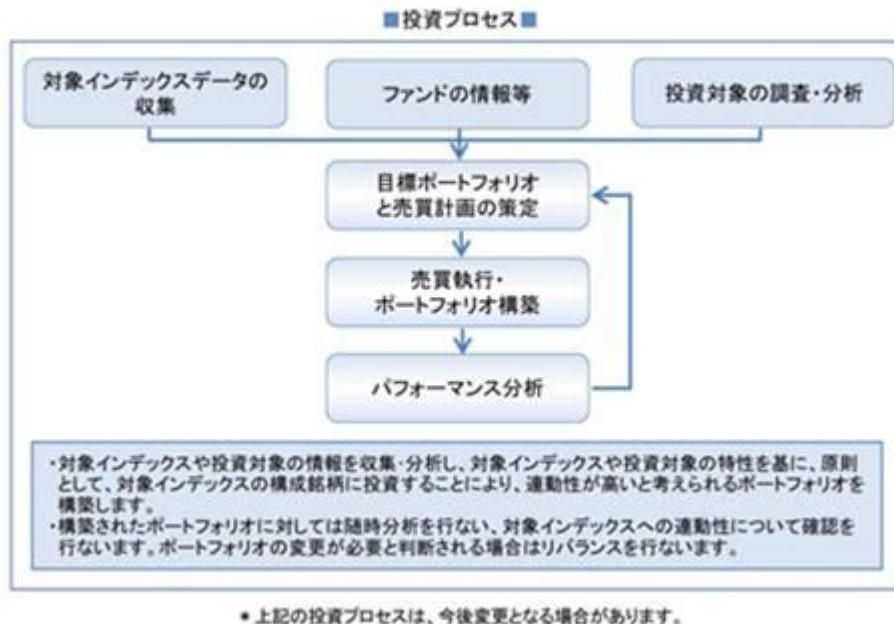 ■投資プロセス■
対象インデックスデータの
収集
ファンドの情報等
投資対象の調査・分析
目標ポートフォリオ
と売買計画の策定
売買執行・
ポートフォリオ構築
パフォーマンス分析
・対象インデックスや投資対象の情報を収集・分析し、対象インデックスや投資対象の特性を基に、原則
として、対象インデックスの構成銘柄に投資することにより、連動性が高いと考えられるポートフォリオを
構築します。
・構築されたポートフォリオに対しては随時分析を行ない、対象インデックスへの連動性について確認を
行ないます。ポートフォリオの変更が必要と判断される場合はリバランスを行ないます。
* 上記の投資プロセスは、今後変更となる場合があります。